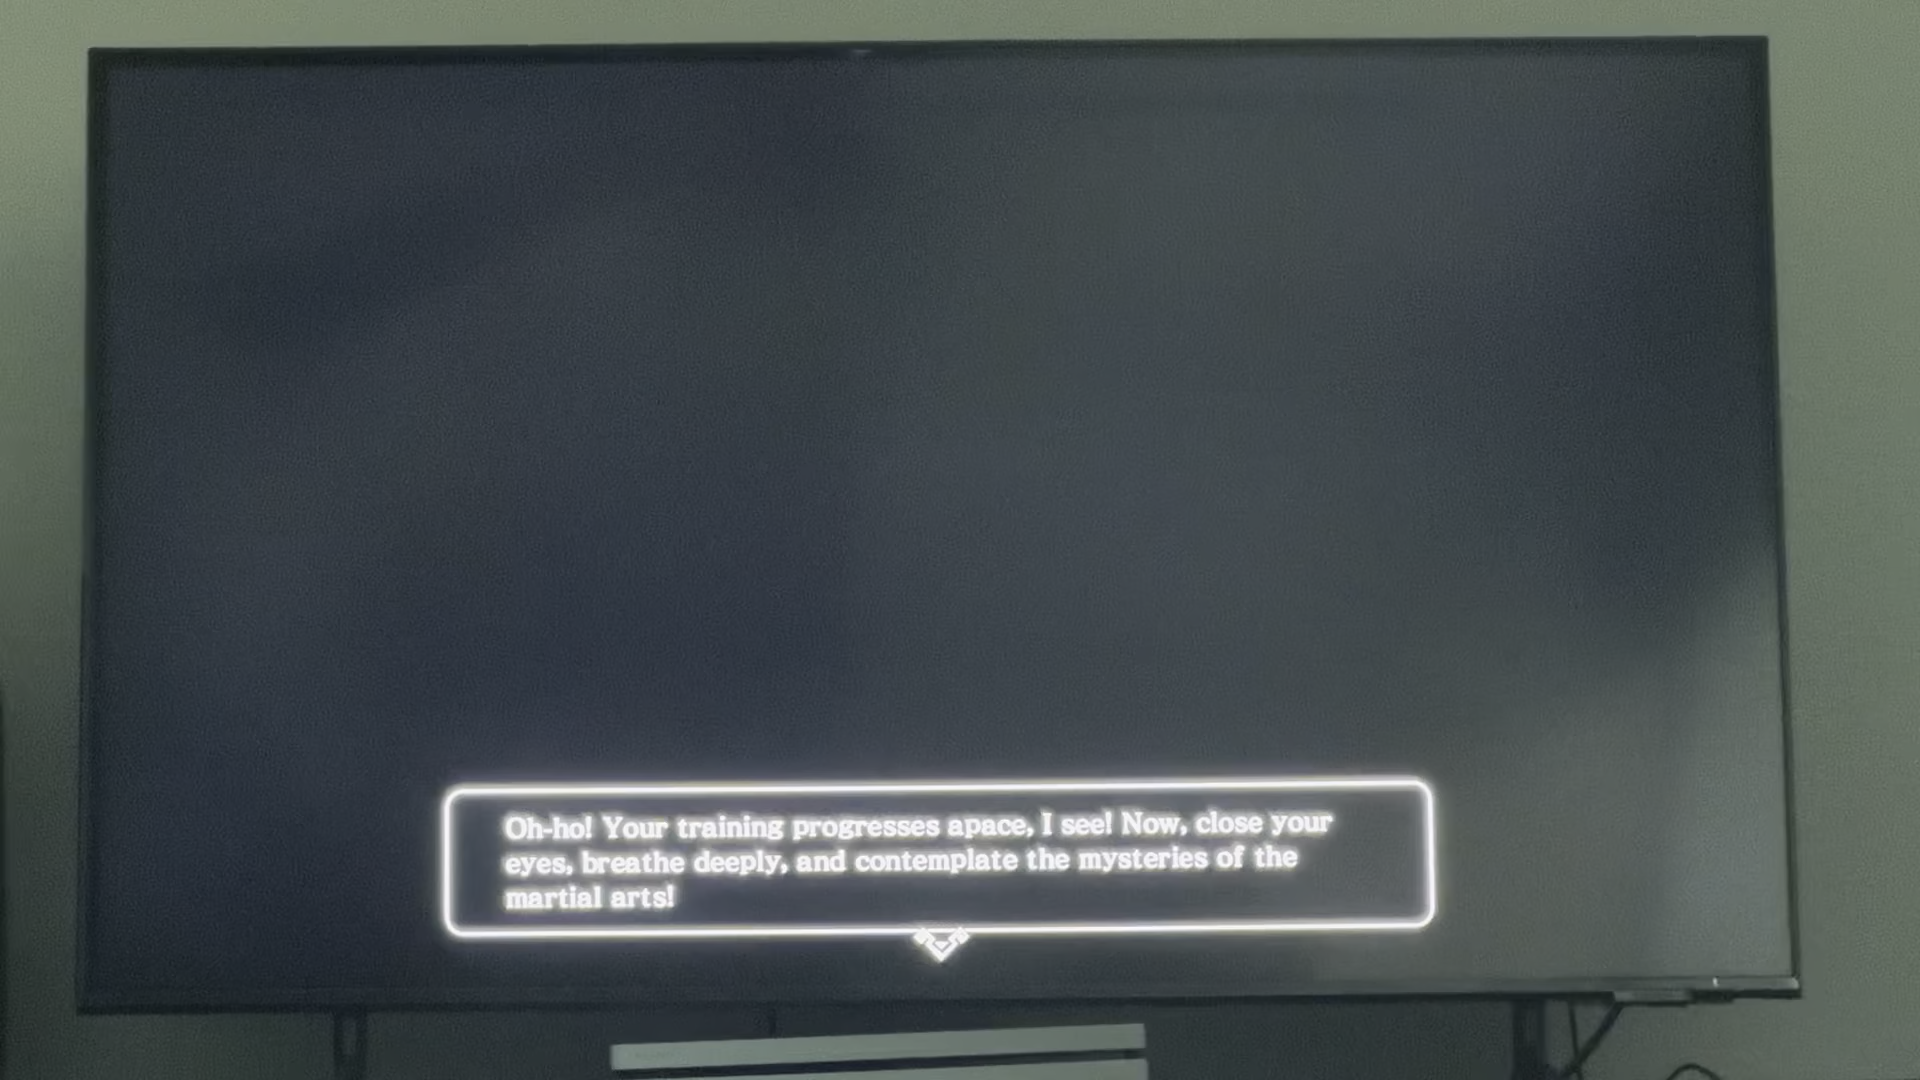 Oh-ho! Your training progresses apace, I see! Now, close your
eyes, breathe deeply, and contemplate the mysteries of the
martial arts!